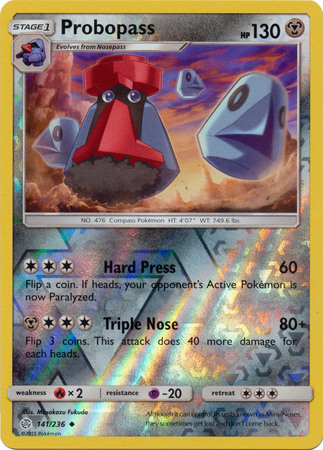 STAGE 1
Probopass
HP 130
Evolves from Nosepass
NO. 476 Compass Pokémon HT: 4'07" WT: 749.6 lbs.
Hard Press 60
Flip a coin. If heads, your opponent's Active Pokémon is
now Paralyzed.
Triple Nose 80+
Flip 3 coins. This attack does 40 more damage for
each heads.
weakness ×2 resistance -20 retreat
Illus. Masakazu Fukuda
141/236
©2019 Pokémon
Although it can control its units known as Mini-Noses,
they sometimes get lost and don't come back.